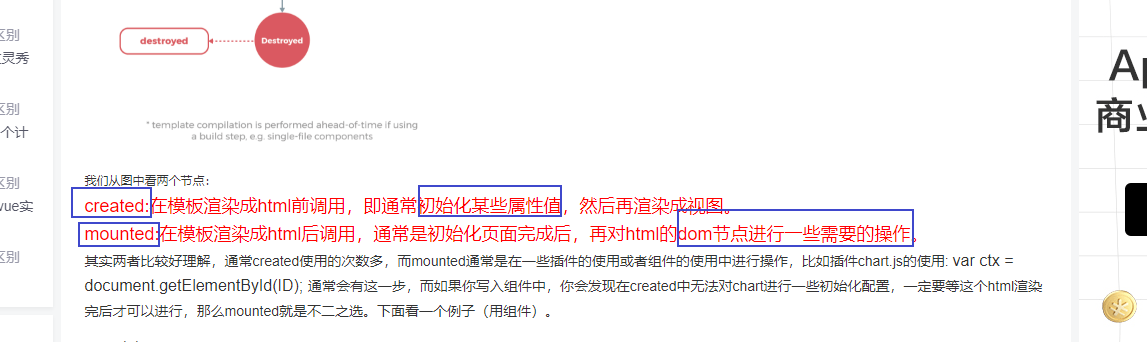 区别
灵秀
区别
个计
区别
vue实
区别
destroyed
Destroyed
* template compilation is performed ahead-of-time if using
a build step, e.g. single-file components
我们从图中看两个节点：
created:在模板渲染成html前调用，即通常初始化某些属性值，然后再渲染成视图。
mounted:在模板渲染成html后调用，通常是初始化页面完成后，再对html的dom节点进行一些需要的操作。
其实两者比较好理解，通常created使用的次数多，而mounted通常是在一些插件的使用或者组件的使用中进行操作，比如插件chart.js的使用: var ctx =
document.getElementById(ID); 通常会有这一步，而如果你写入组件中，你会发现在created中无法对chart进行一些初始化配置，一定要等这个html渲染
完后才可以进行，那么mounted就是不二之选。下面看一个例子（用组件）。
Ap
商业